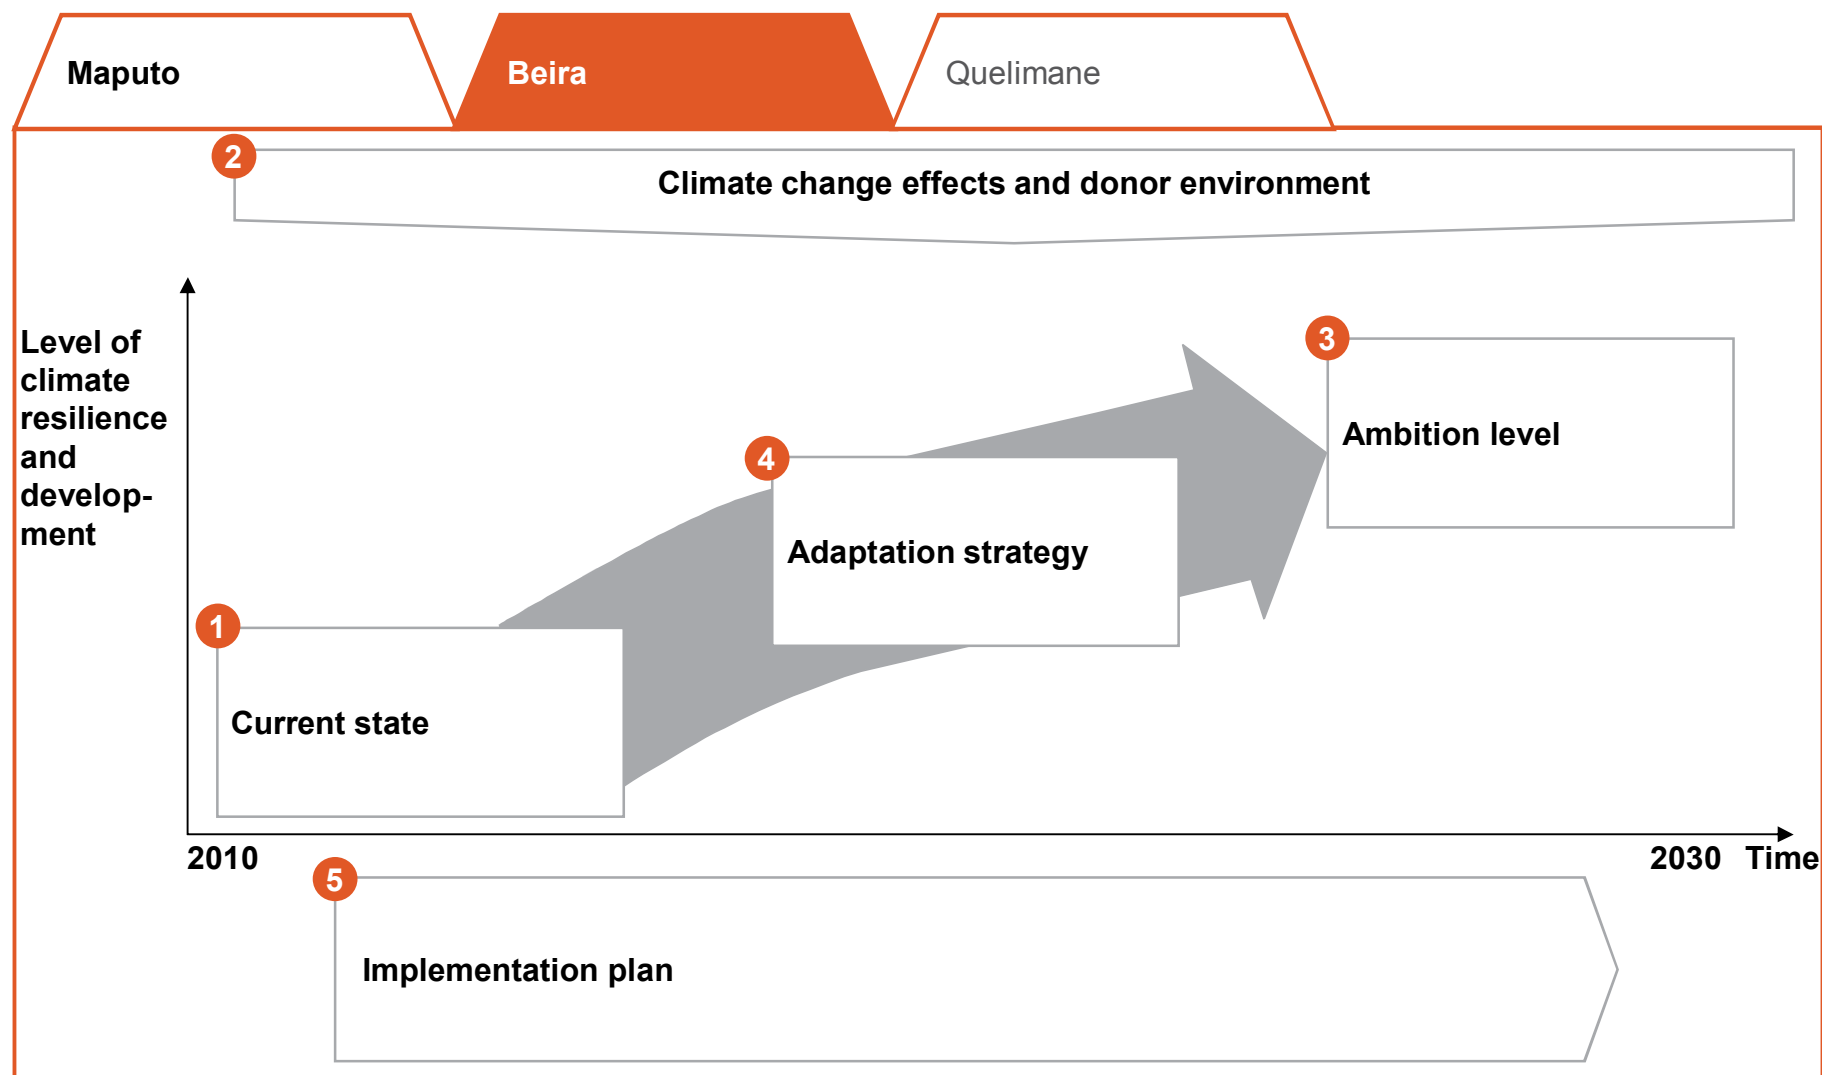 Maputo
Beira
Quelimane
2
Climate change effects and donor environment
Level of
climate
resilience
and
develop-
ment
3
Ambition level
4
Adaptation strategy
1
Current state
2010
2030 Time
5
Implementation plan